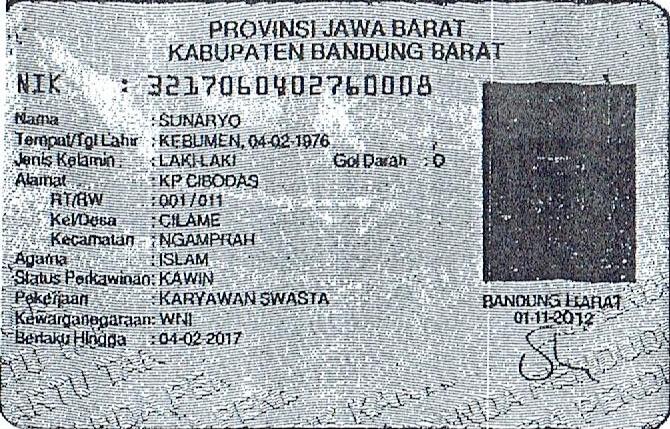 PROVINSI JAWA BARAT
KABUPATEN BANDUNG BARAT
NIK : 3217060402760008
Nama : SUNARYO
Tempat/Tgl Lahir : KEBUMEN, 04-02-1976
Jenis Kelamin : LAKI-LAKI Gol Darah : O
Alamat : KP CIBODAS
RT/RW : 001/011
Kel/Desa : CILAME
Kecamatan : NGAMPRAH
Agama : ISLAM
Status Perkawinan: KAWIN
Pekerjaan : KARYAWAN SWASTA
Kewarganegaraan: WNI
Berlaku Hingga : 04-02-2017
BANDUNG BARAT
01-11-2012